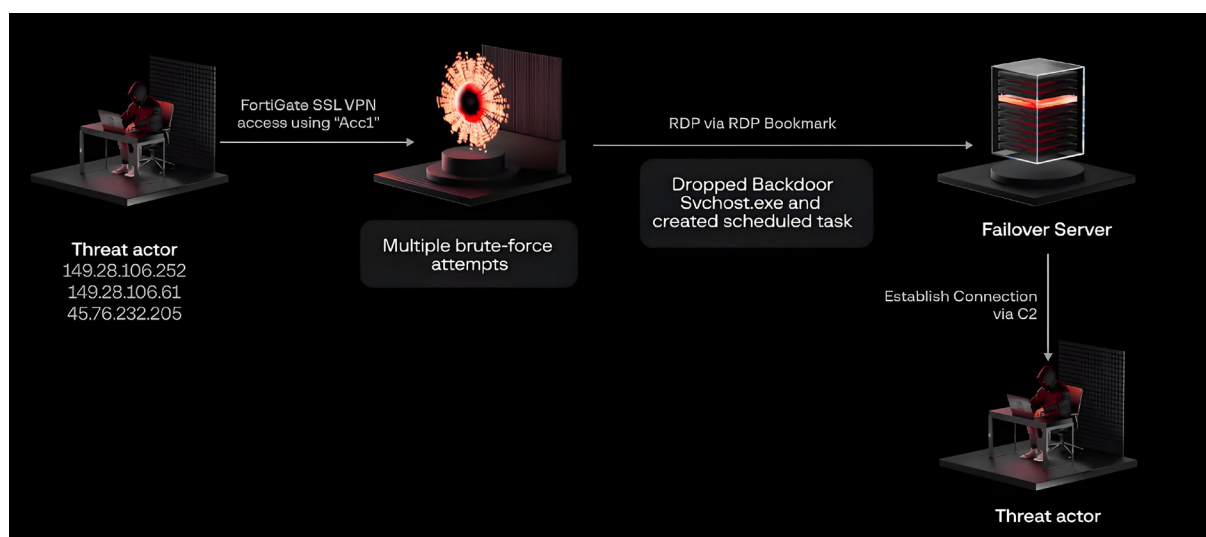 FortiGate SSL VPN
access using “Acc1”
RDP via RDP Bookmark
Dropped Backdoor
Svchost.exe and
created scheduled task
Threat actor
149.28.106.252
149.28.106.61
45.76.232.205
Multiple brute-force
attempts
Failover Server
Establish Connection
via C2
Threat actor